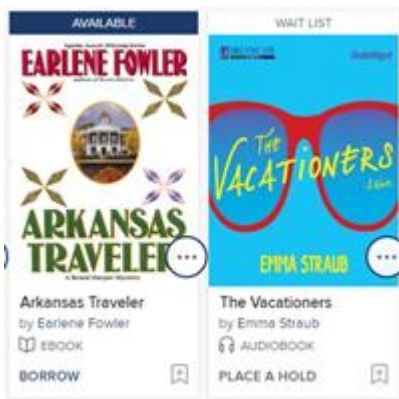 AVAILABLE
EARLENE FOWLER
ARKANSAS
TRAVELER
Arkansas Traveler
by Earlene Fowler
EBOOK
BORROW
WAIT LIST
Unabridged
THE
VACATIONERS
EMMA STRAUB
The Vacationers
by Emma Straub
AUDIOBOOK
PLACE A HOLD